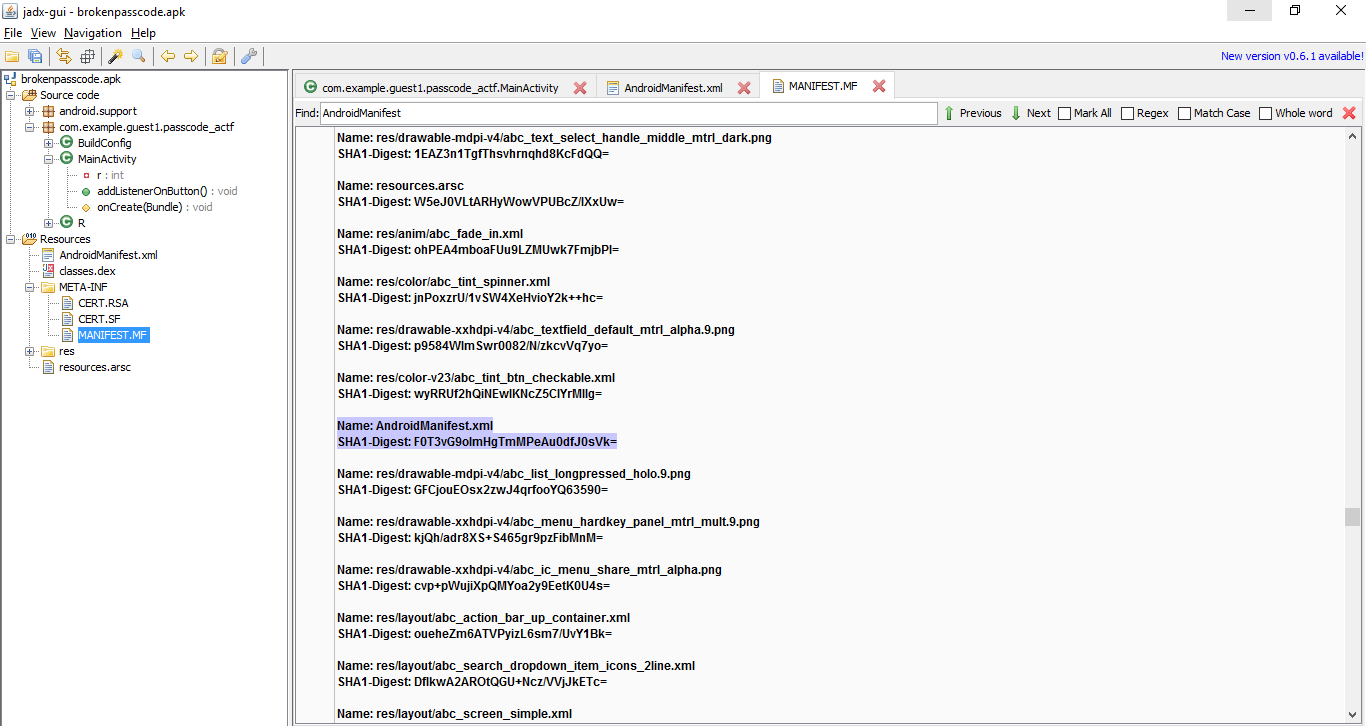 jadx-gui - brokenpasscode.apk
File View Navigation Help
New version v0.6.1 available!
brokenpasscode.apk
Source code
android.support
com.example.guest1.passcode_actf
BuildConfig
MainActivity
r : int
addListenerOnButton() : void
onCreate(Bundle) : void
R
Resources
AndroidManifest.xml
classes.dex
META-INF
CERT.RSA
CERT.SF
MANIFEST.MF
res
resources.arsc
com.example.guest1.passcode_actf.MainActivity AndroidManifest.xml MANIFEST.MF
Find: AndroidManifest Previous Next Mark All Regex Match Case Whole word
Name: res/drawable-mdpi-v4/abc_text_select_handle_middle_mtrl_dark.png
SHA1-Digest: 1EAZ3n1TgfThsvhrnqhd8KcFdQQ=
Name: resources.arsc
SHA1-Digest: W5eJ0VLtARHyWowVPUBcZ/IXxUw=
Name: res/anim/abc_fade_in.xml
SHA1-Digest: ohPEA4mboaFUu9LZMUwk7FmjbPI=
Name: res/color/abc_tint_spinner.xml
SHA1-Digest: jnPoxzrU/1vSW4XeHvioY2k++hc=
Name: res/drawable-xxhdpi-v4/abc_textfield_default_mtrl_alpha.9.png
SHA1-Digest: p9584WImSwr0082/N/zkcvVq7yo=
Name: res/color-v23/abc_tint_btn_checkable.xml
SHA1-Digest: wyRRUf2hQiNEwIKNcZ5CIYrMlIg=
Name: AndroidManifest.xml
SHA1-Digest: F0T3vG9olmHgTmMPeAu0dfJ0sVk=
Name: res/drawable-mdpi-v4/abc_list_longpressed_holo.9.png
SHA1-Digest: GFCjouEOsx2zwJ4qrfooYQ63590=
Name: res/drawable-xxhdpi-v4/abc_menu_hardkey_panel_mtrl_mult.9.png
SHA1-Digest: kjQh/adr8XS+S465gr9pzFibMnM=
Name: res/drawable-xxhdpi-v4/abc_ic_menu_share_mtrl_alpha.png
SHA1-Digest: cvp+pWujiXpQMYoa2y9EetK0U4s=
Name: res/layout/abc_action_bar_up_container.xml
SHA1-Digest: oueheZm6ATVPyizL6sm7/UvY1Bk=
Name: res/layout/abc_search_dropdown_item_icons_2line.xml
SHA1-Digest: DflkwA2AROtQGU+Ncz/VVjJkETc=
Name: res/layout/abc_screen_simple.xml